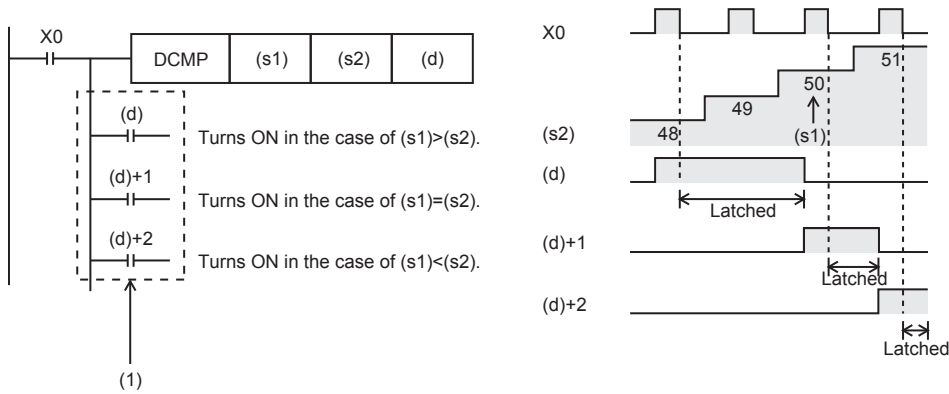 X0
DCMP (s1) (s2) (d)
(d)
Turns ON in the case of (s1)>(s2).
(d)+1
Turns ON in the case of (s1)=(s2).
(d)+2
Turns ON in the case of (s1)<(s2).
(1)
X0
51
50
49
(s2)
48
(s1)
(d)
Latched
(d)+1
Latched
(d)+2
Latched